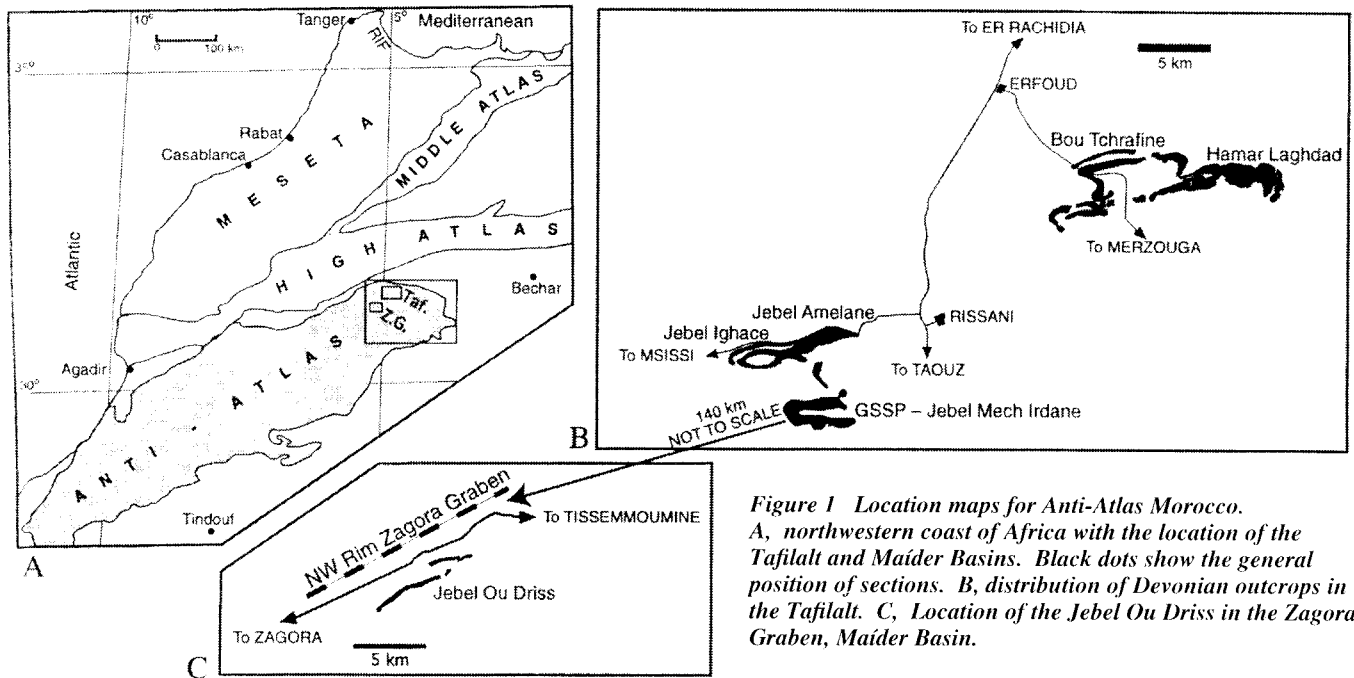 10°
5°
Tanger
Mediterranean
RIF
0 100 km
35°
Rabat
Casablanca
MESETA
MIDDLE ATLAS
HIGH ATLAS
Atlantic
Bechar
Taf.
Z.G.
Agadir
30°
ANTI-ATLAS
Tindouf
A
To ER RACHIDIA
5 km
ERFOUD
Bou Tchrafine
Hamar Laghdad
To MERZOUGA
Jebel Amelane
Jebel Ighace
RISSANI
To MSISSI
To TAOUZ
GSSP – Jebel Mech Irdane
140 km
NOT TO SCALE
B
NW Rim Zagora Graben
To TISSEMMOUMINE
Jebel Ou Driss
To ZAGORA
5 km
C
Figure 1 Location maps for Anti-Atlas Morocco.
A, northwestern coast of Africa with the location of the
Tafilalt and Maíder Basins. Black dots show the general
position of sections. B, distribution of Devonian outcrops in
the Tafilalt. C, Location of the Jebel Ou Driss in the Zagora
Graben, Maíder Basin.